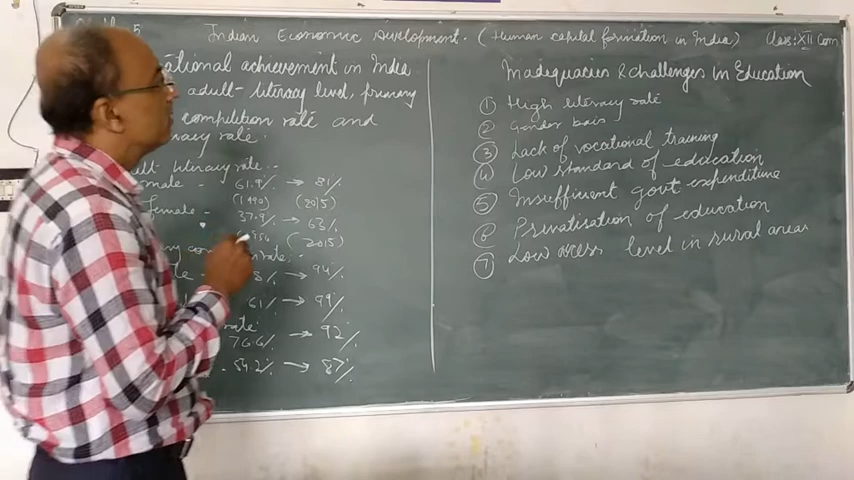 5 Indian Economic Development. (Human capital formation in India) Class: XII Com
ational achievement in India
adult-literacy level, primary
completion rate and
racy rate.
ult literacy rate :-
male - 61.9% → 81%
(1990) (2015)
Female - 37.9% → 63%
(2015)
rate :-
→ 94%
61% → 99%
rate
76.6% → 92%
54.2% → 87%
Inadequacies & challenges in Education
① High literacy rate
② Gender bais
③ Lack of vocational training
④ Low standard of education
⑤ Insufficient govt expenditure
⑥ Privatisation of education
⑦ Low access level in rural areas